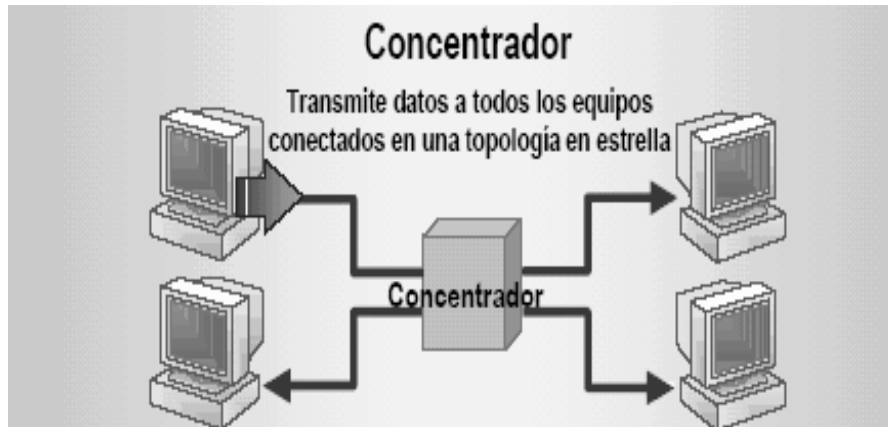 Concentrador
Transmite datos a todos los equipos
conectados en una topología en estrella
Concentrador